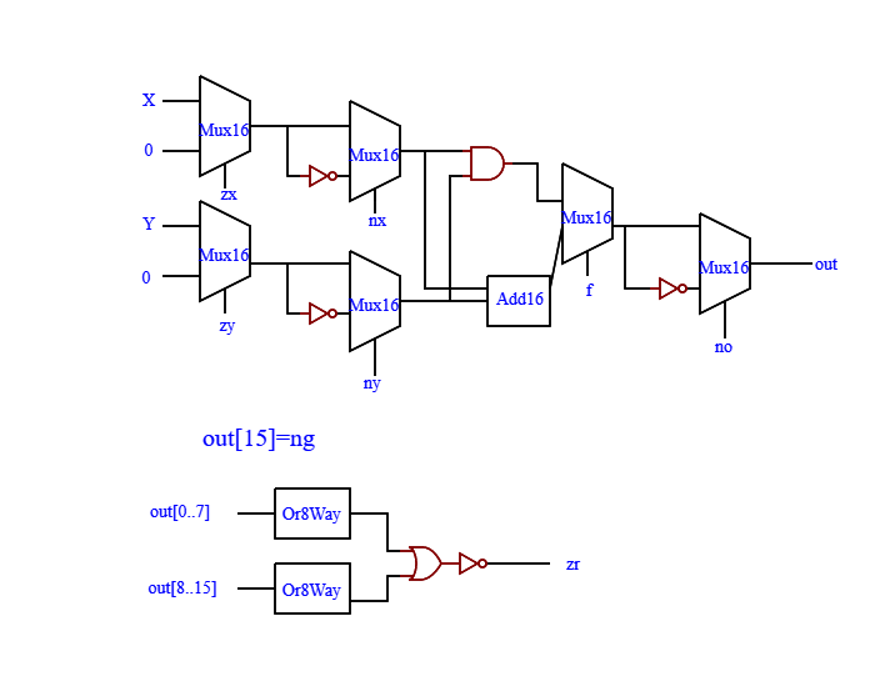 X
Mux16
0
zx
Mux16
nx
Y
Mux16
0
zy
Mux16
ny
Add16
Mux16
f
Mux16
out
no
out[15]=ng
out[0..7]
Or8Way
out[8..15]
Or8Way
zr